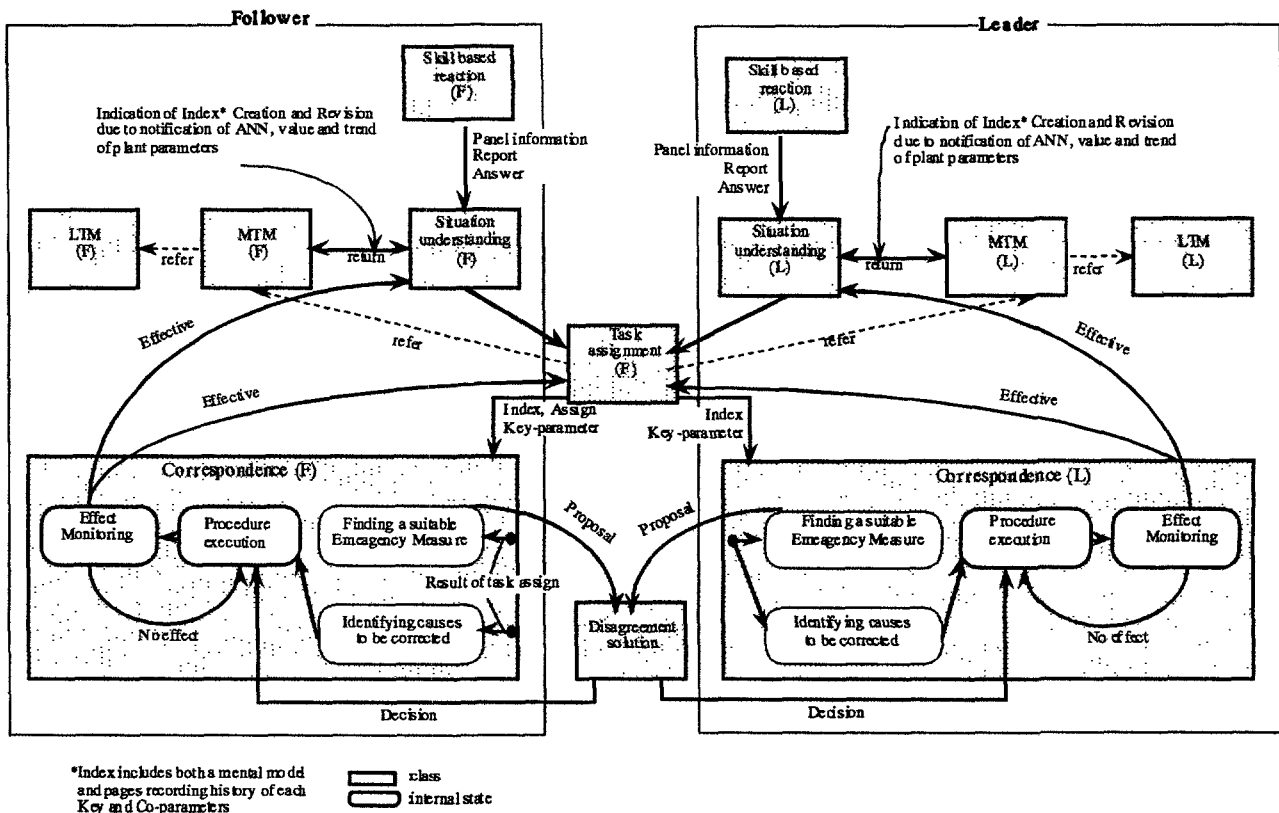 Follower
Leader
Skill based
reaction
(F)
Skill based
reaction
(L)
Indication of Index* Creation and Revision
due to notification of ANN, value and trend
of plant parameters
Panel information
Report
Answer
Panel information
Report
Answer
Indication of Index* Creation and Revision
due to notification of ANN, value and trend
of plant parameters
LTM
(F)
refer
MTM
(F)
return
Situation
understanding
(F)
Situation
understanding
(L)
return
MTM
(L)
refer
LTM
(L)
Effective
refer
Task
assignment
(F)
refer
Effective
Effective
Effective
Index, Assign
Key-parameter
Index
Key-parameter
Correspondence (F)
Effect
Monitoring
Procedure
execution
Finding a suitable
Emeagency Measure
Identifying causes
to be corrected
No effect
Result of task assign
Proposal
Proposal
Disagreement
solution
Correspondence (L)
Finding a suitable
Emeagency Measure
Identifying causes
to be corrected
Procedure
execution
Effect
Monitoring
No effect
Decision
Decision
*Index includes both a mental model
and pages recording history of each
Key and Co-parameters
class
internal state